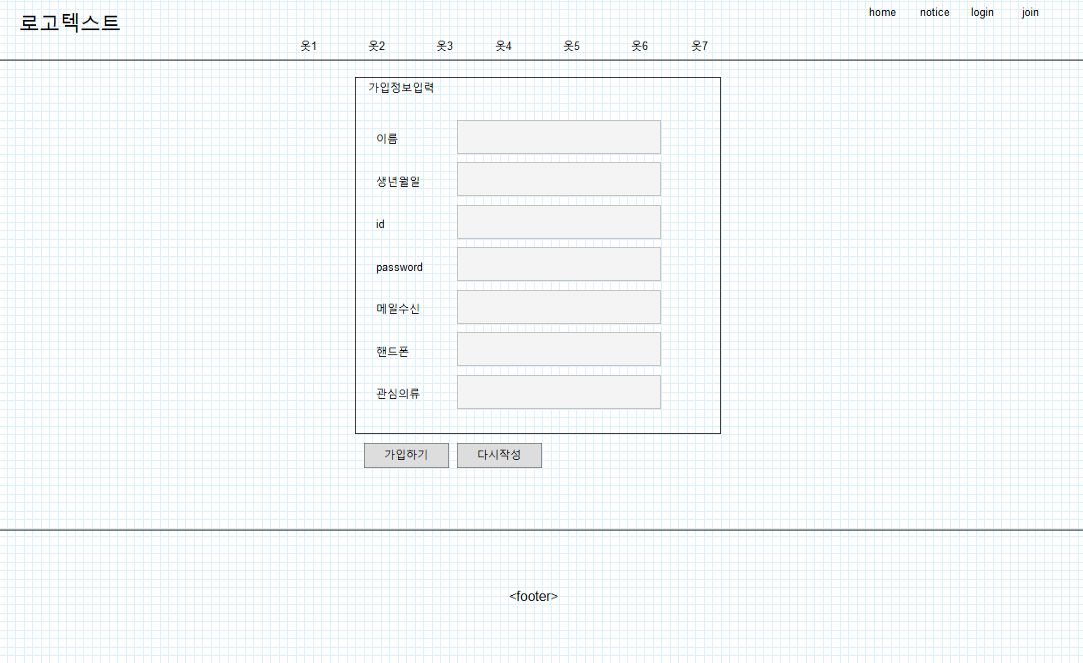 로고텍스트
home notice login join
옷1 옷2 옷3 옷4 옷5 옷6 옷7
가입정보입력
이름
생년월일
id
password
메일수신
핸드폰
관심의류
가입하기 다시작성
<footer>